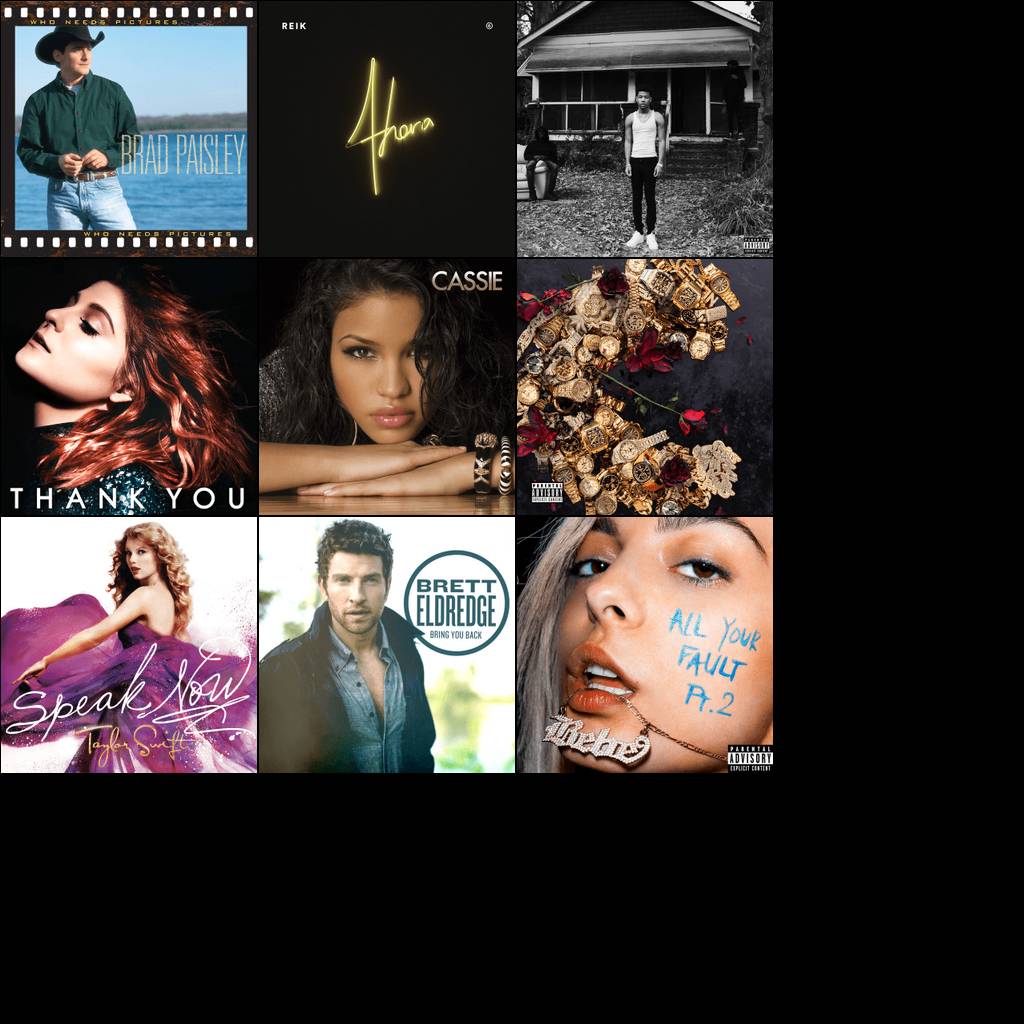 WHO NEEDS PICTURES
BRAD PAISLEY
WHO NEEDS PICTURES
REIK
©
Ahora
PARENTAL
ADVISORY
EXPLICIT CONTENT
THANK YOU
CASSIE
PARENTAL
ADVISORY
EXPLICIT CONTENT
Speak Now
Taylor Swift
BRETT
ELDREDGE
BRING YOU BACK
ALL YOUR
FAULT
Pt.2
Bebe
PARENTAL
ADVISORY
EXPLICIT CONTENT